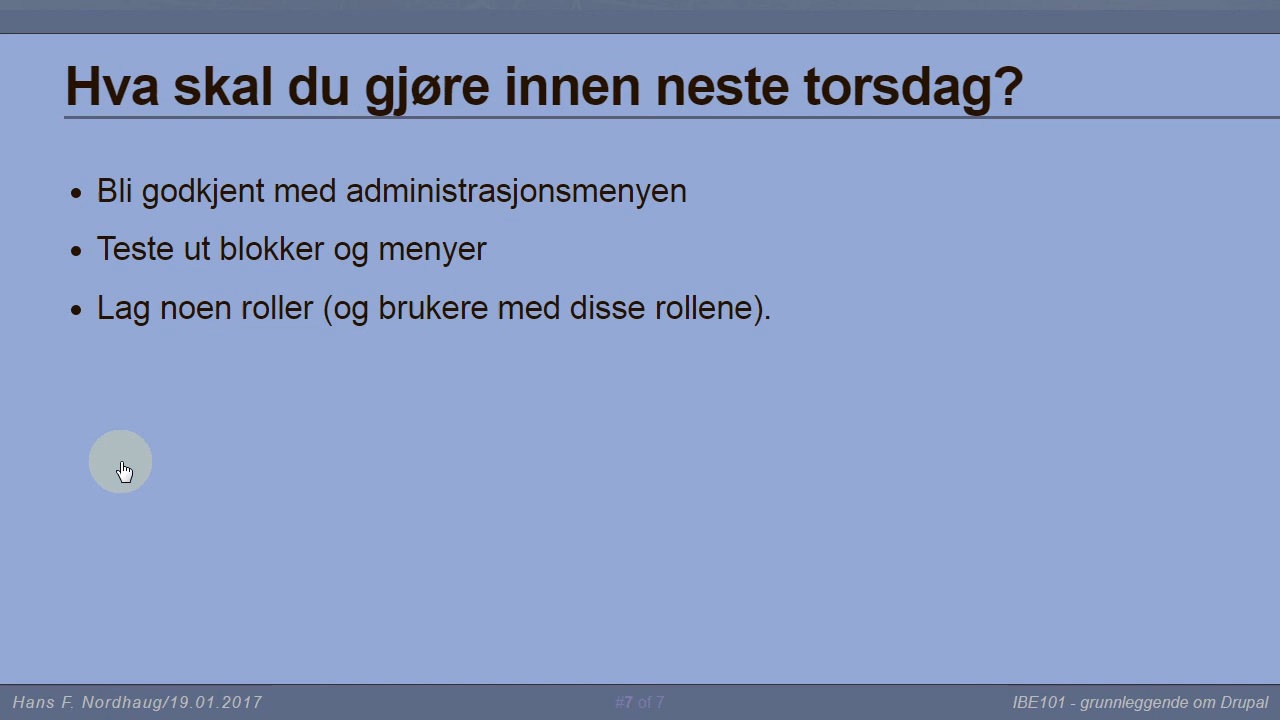 Hva skal du gjøre innen neste torsdag?
Bli godkjent med administrasjonsmenyen
Teste ut blokker og menyer
Lag noen roller (og brukere med disse rollene).
Hans F. Nordhaug/19.01.2017
#7 of 7
IBE101 - grunnleggende om Drupal